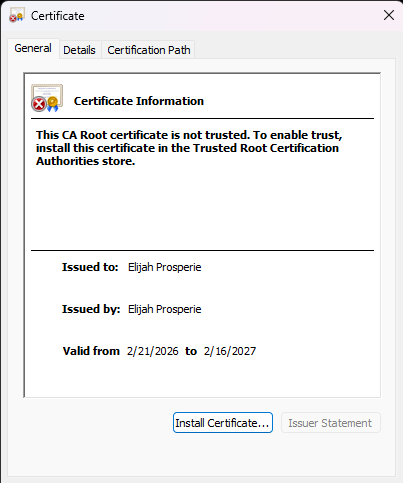 Certificate
General Details Certification Path
Certificate Information
This CA Root certificate is not trusted. To enable trust,
install this certificate in the Trusted Root Certification
Authorities store.
Issued to: Elijah Prosperie
Issued by: Elijah Prosperie
Valid from 2/21/2026 to 2/16/2027
Install Certificate... Issuer Statement